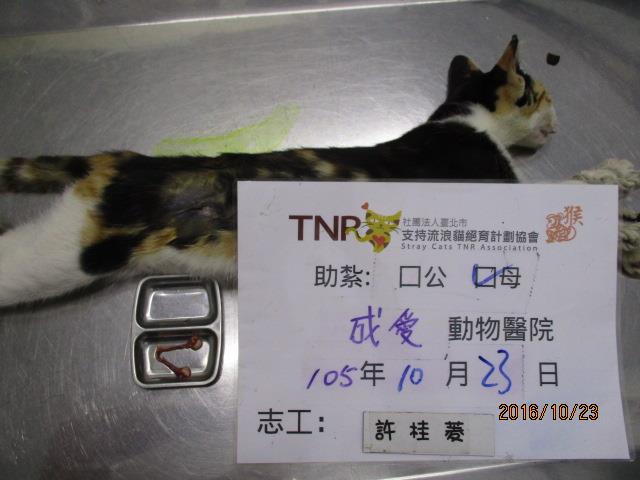 TNR 社團法人臺北市
支持流浪貓絕育計劃協會
Stray Cats TNR Association
猴
助紮: 口公 口母
成愛 動物醫院
105年 10 月 23 日
志工: 許桂菱
2016/10/23